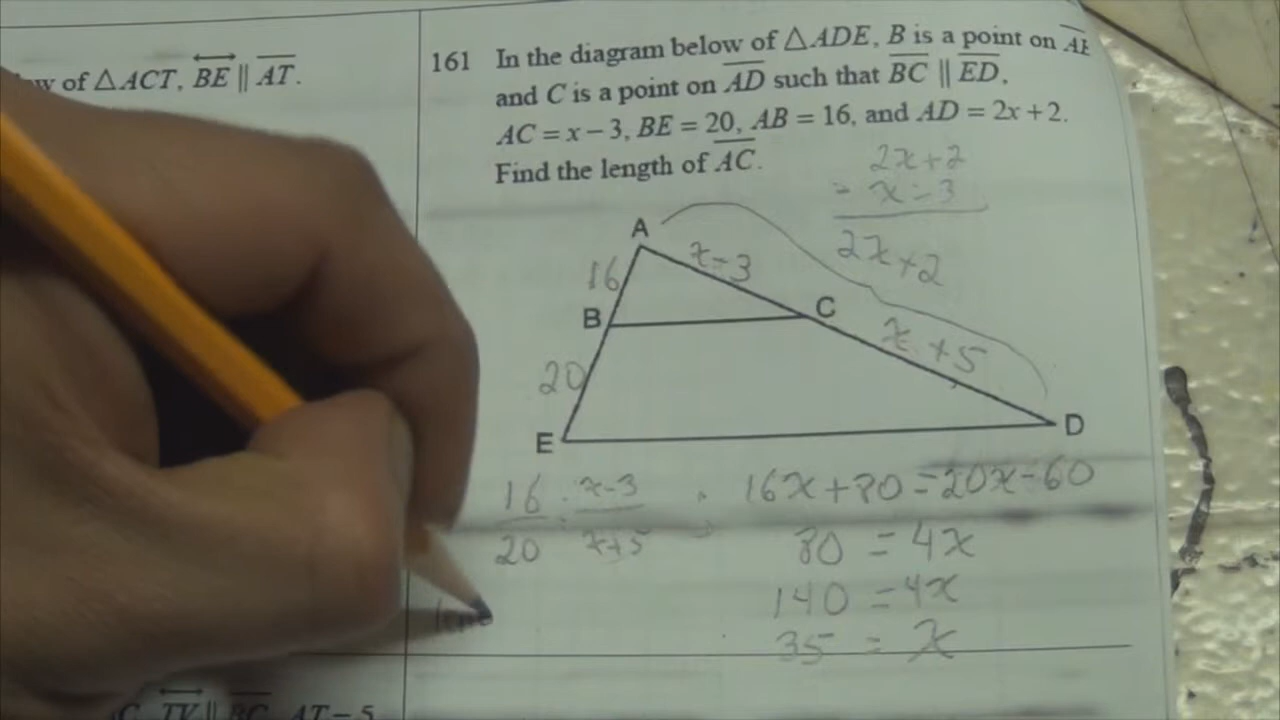 w of △ACT, BE ∥ AT.
161 In the diagram below of △ADE, B is a point on AE
and C is a point on AD such that BC ∥ ED,
AC = x − 3, BE = 20, AB = 16, and AD = 2x + 2.
Find the length of AC.
2x+2
- x-3
2x+2
A
x-3
16
B
C
x+5
20
E
D
16 x-3
20 x+5
16x+80=20x-60
80 = 4x
140 = 4x
35 = x
C, TV ∥ BC, AT = 5